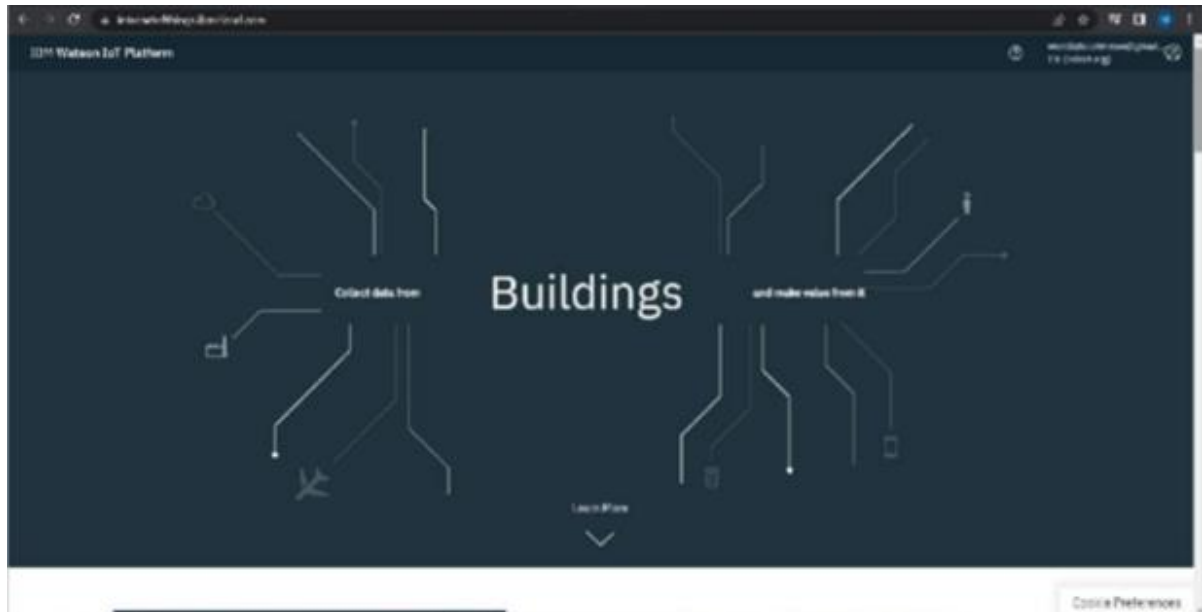 IBM Watson IoT Platform
Collect data from
Buildings
and make value from it
Learn More
Cookie Preferences